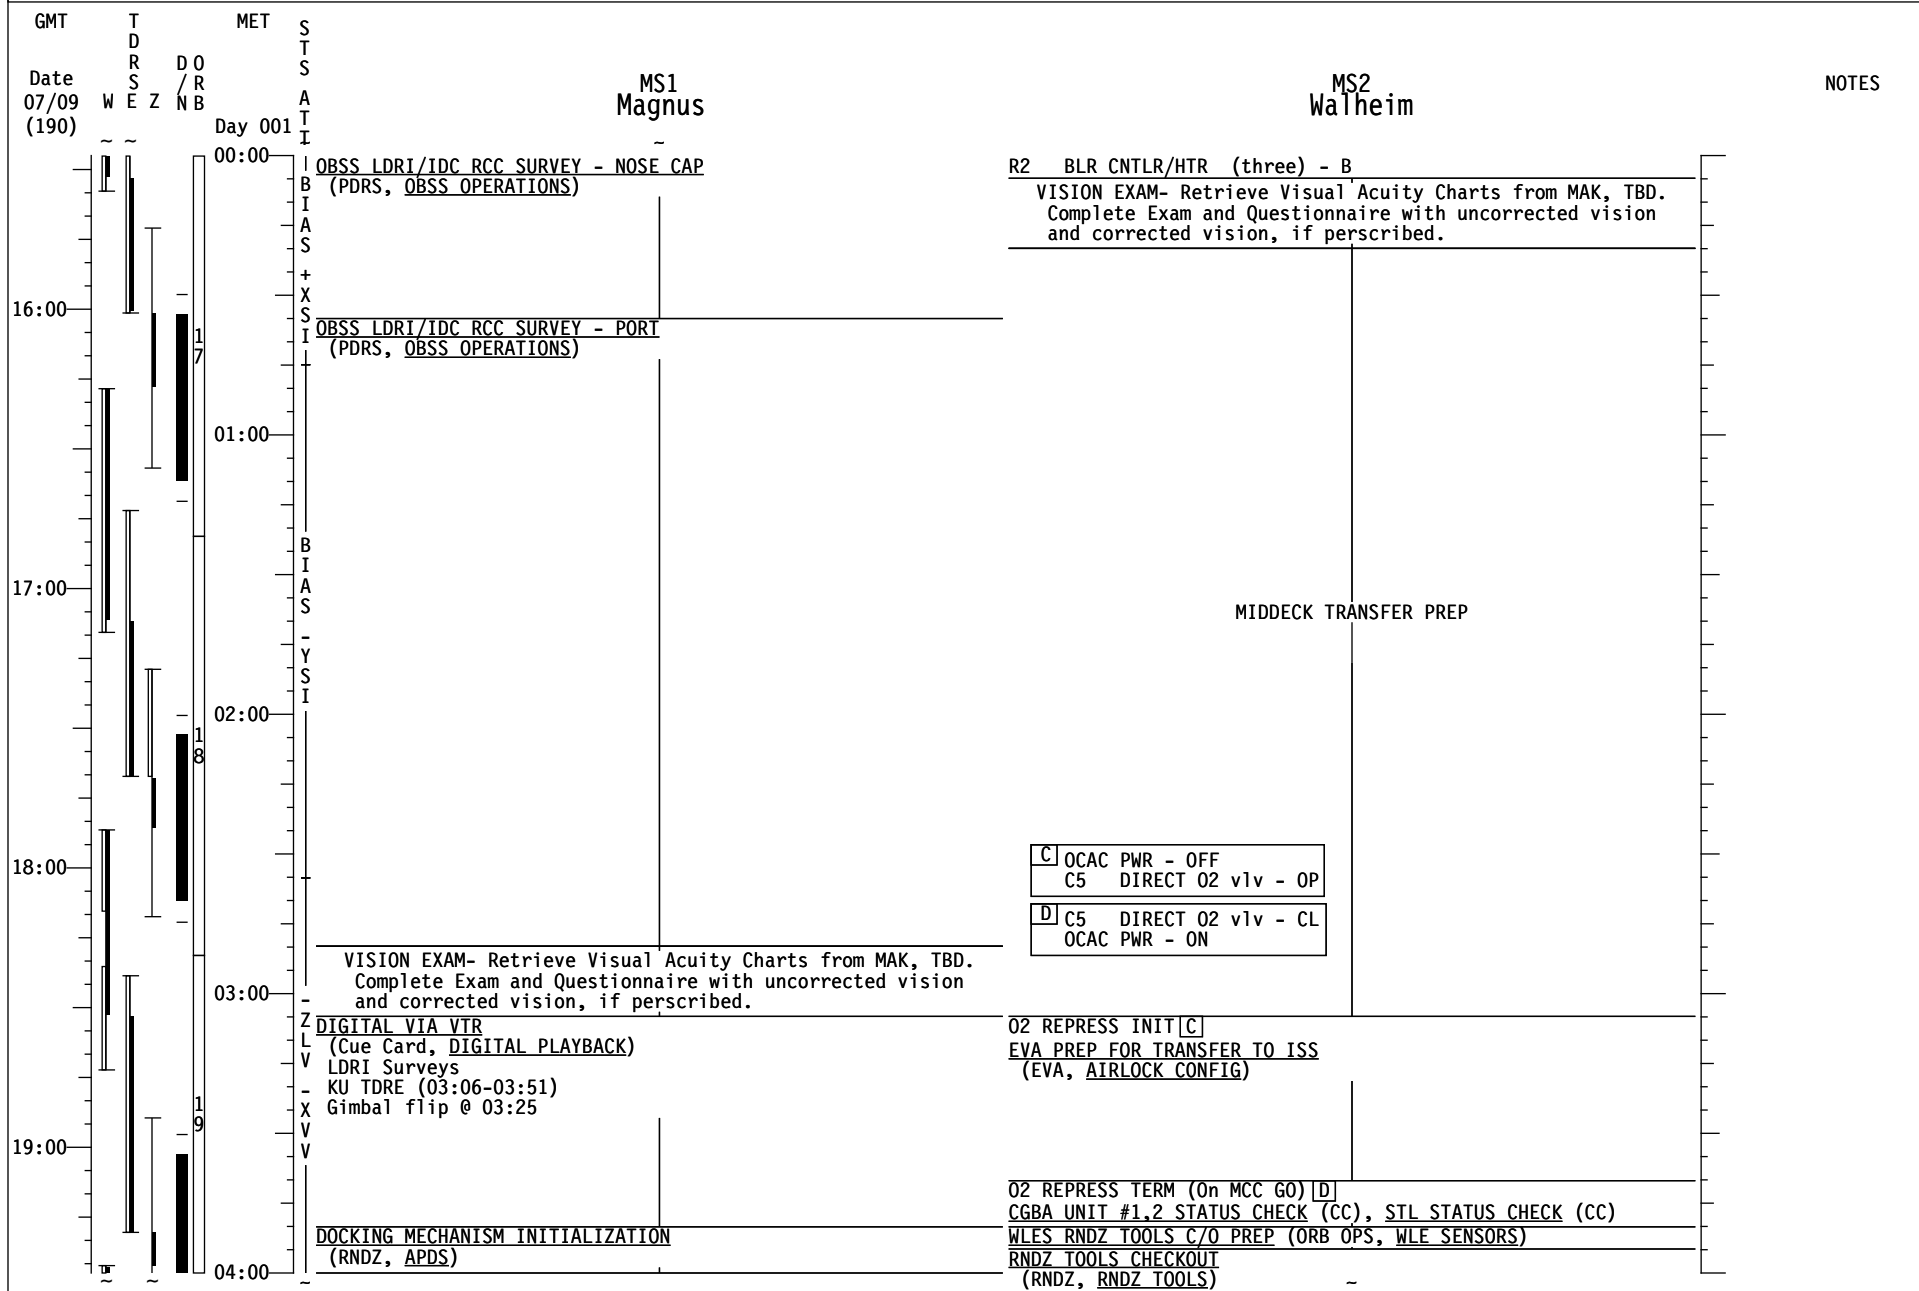 GMT
TDRS
MET
STS ATT
Date
07/09
(190)
W E Z
D/N
ORB
Day 001
MS1
Magnus
MS2
Walheim
NOTES
~ ~ ~
00:00
OBSS LDRI/IDC RCC SURVEY - NOSE CAP
(PDRS, OBSS OPERATIONS)
R2 BLR CNTLR/HTR (three) - B
VISION EXAM- Retrieve Visual Acuity Charts from MAK, TBD.
Complete Exam and Questionnaire with uncorrected vision
and corrected vision, if perscribed.
BIAS +XSI
16:00
OBSS LDRI/IDC RCC SURVEY - PORT
(PDRS, OBSS OPERATIONS)
17
01:00
BIAS -YSI
17:00
MIDDECK TRANSFER PREP
02:00
18
18:00
C OCAC PWR - OFF
C5 DIRECT O2 vlv - OP
D C5 DIRECT O2 vlv - CL
OCAC PWR - ON
VISION EXAM- Retrieve Visual Acuity Charts from MAK, TBD.
Complete Exam and Questionnaire with uncorrected vision
and corrected vision, if perscribed.
03:00
-ZLV -XVV
DIGITAL VIA VTR
(Cue Card, DIGITAL PLAYBACK)
LDRI Surveys
KU TDRE (03:06-03:51)
Gimbal flip @ 03:25
O2 REPRESS INIT C
EVA PREP FOR TRANSFER TO ISS
(EVA, AIRLOCK CONFIG)
19
19:00
O2 REPRESS TERM (On MCC GO) D
CGBA UNIT #1,2 STATUS CHECK (CC), STL STATUS CHECK (CC)
DOCKING MECHANISM INITIALIZATION
(RNDZ, APDS)
WLES RNDZ TOOLS C/O PREP (ORB OPS, WLE SENSORS)
RNDZ TOOLS CHECKOUT
(RNDZ, RNDZ TOOLS)
04:00
~ ~ ~ ~